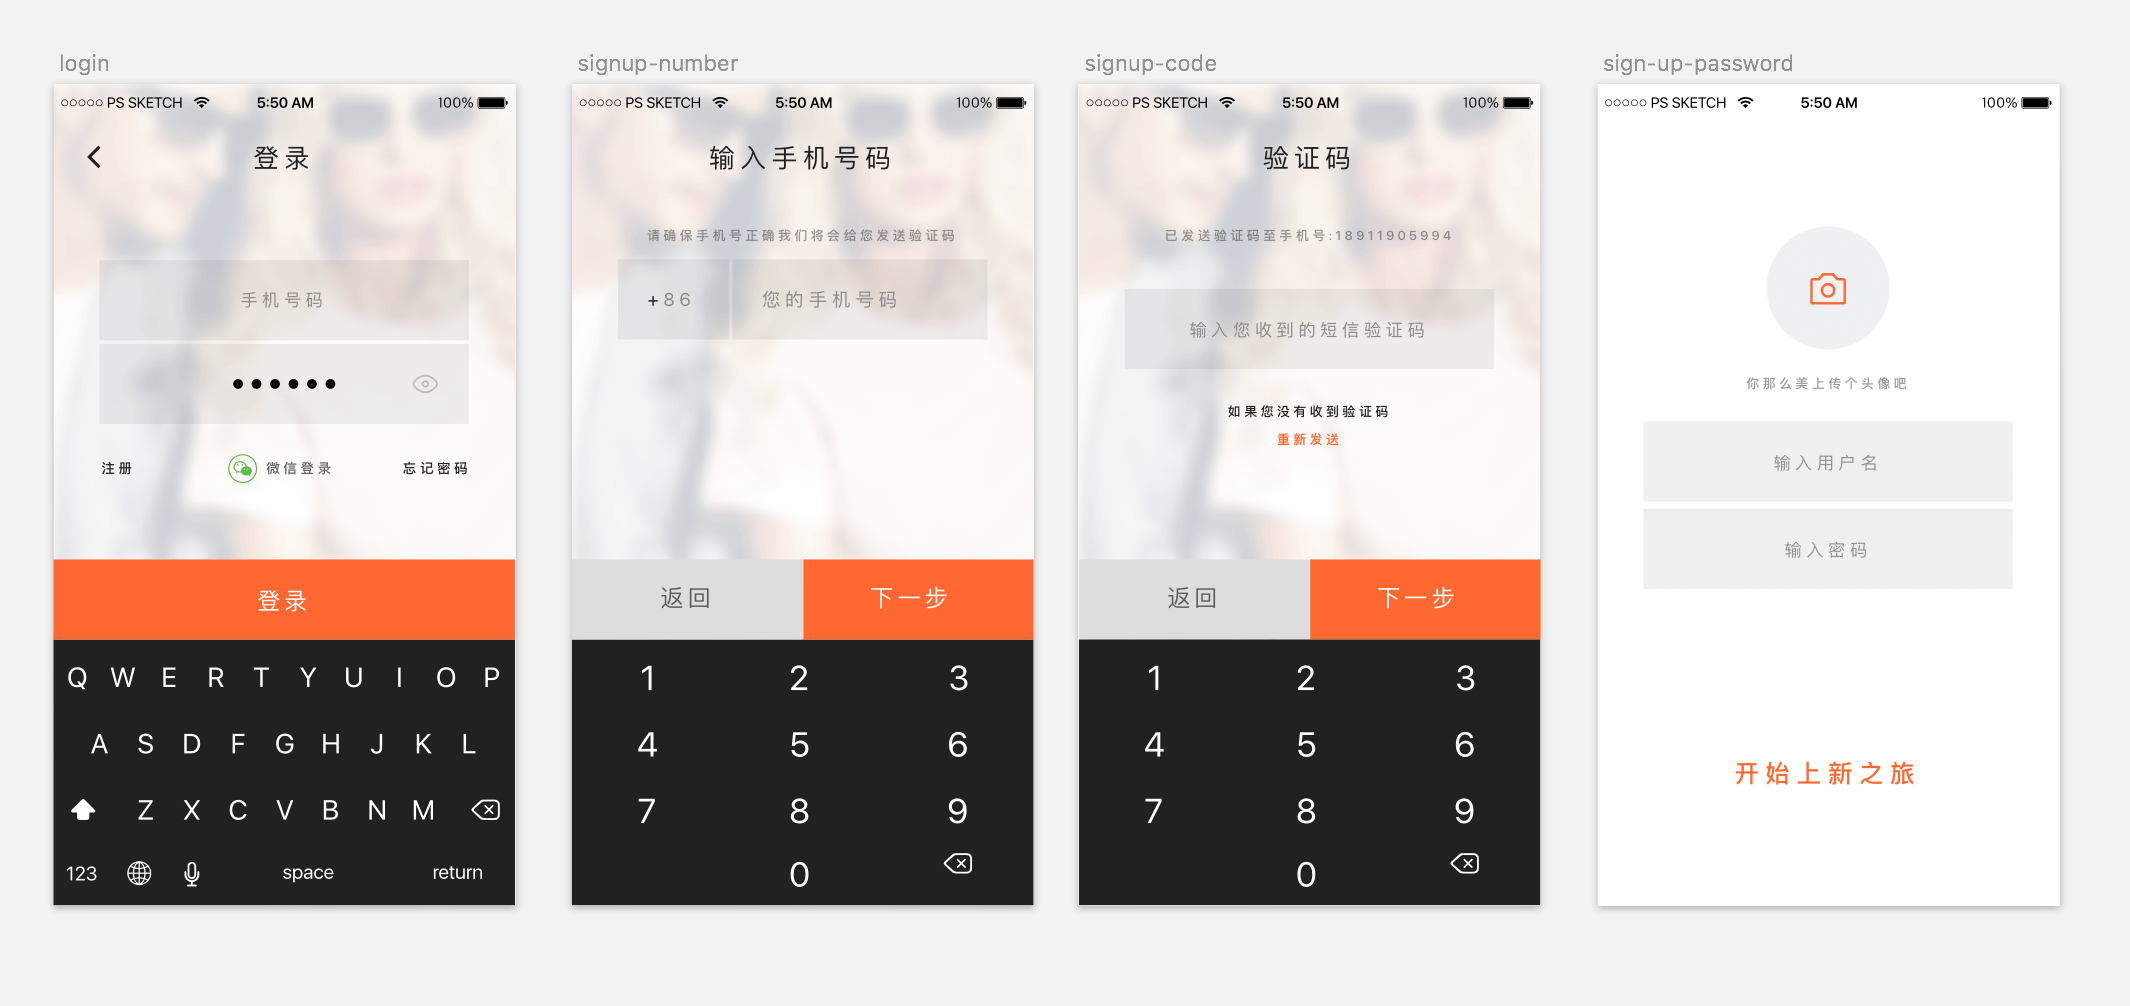 login
PS SKETCH 5:50 AM 100%
登录
手机号码
注册 微信登录 忘记密码
登录
Q W E R T Y U I O P
A S D F G H J K L
Z X C V B N M
123 space return
signup-number
PS SKETCH 5:50 AM 100%
输入手机号码
请确保手机号正确我们将会给您发送验证码
+86 您的手机号码
返回 下一步
1 2 3
4 5 6
7 8 9
0
signup-code
PS SKETCH 5:50 AM 100%
验证码
已发送验证码至手机号:18911905994
输入您收到的短信验证码
如果您没有收到验证码
重新发送
返回 下一步
1 2 3
4 5 6
7 8 9
0
sign-up-password
PS SKETCH 5:50 AM 100%
你那么美上传个头像吧
输入用户名
输入密码
开始上新之旅